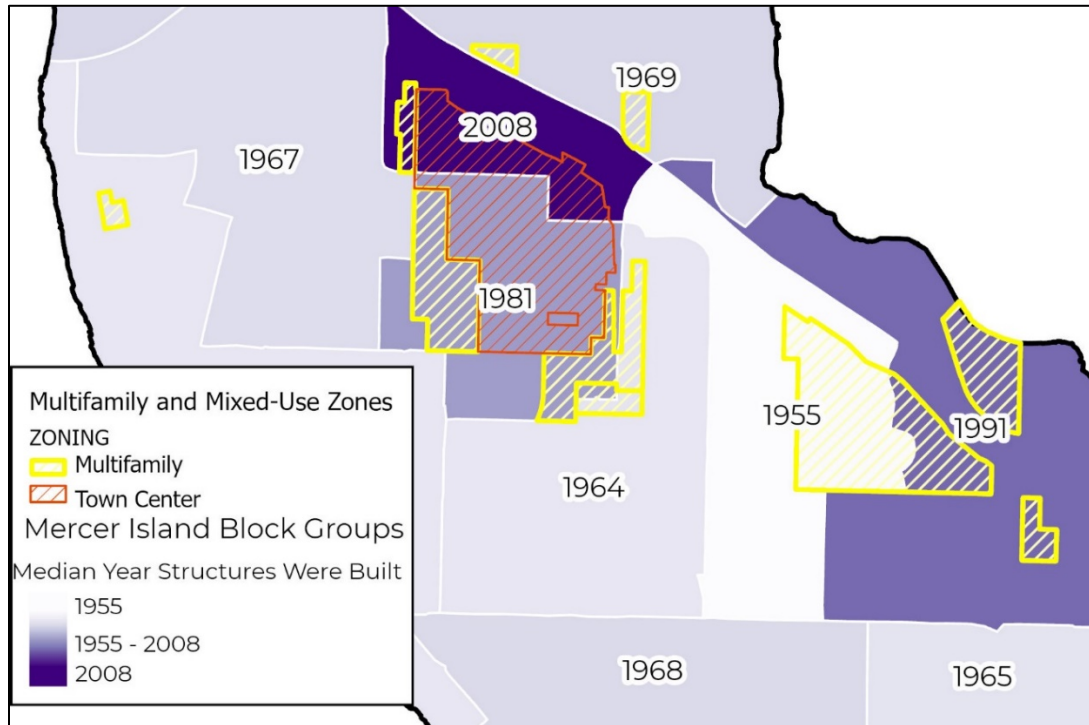 1969
2008
1967
1981
1955
1991
1964
1968
1965
Multifamily and Mixed-Use Zones
ZONING
Multifamily
Town Center
Mercer Island Block Groups
Median Year Structures Were Built
1955
1955 - 2008
2008